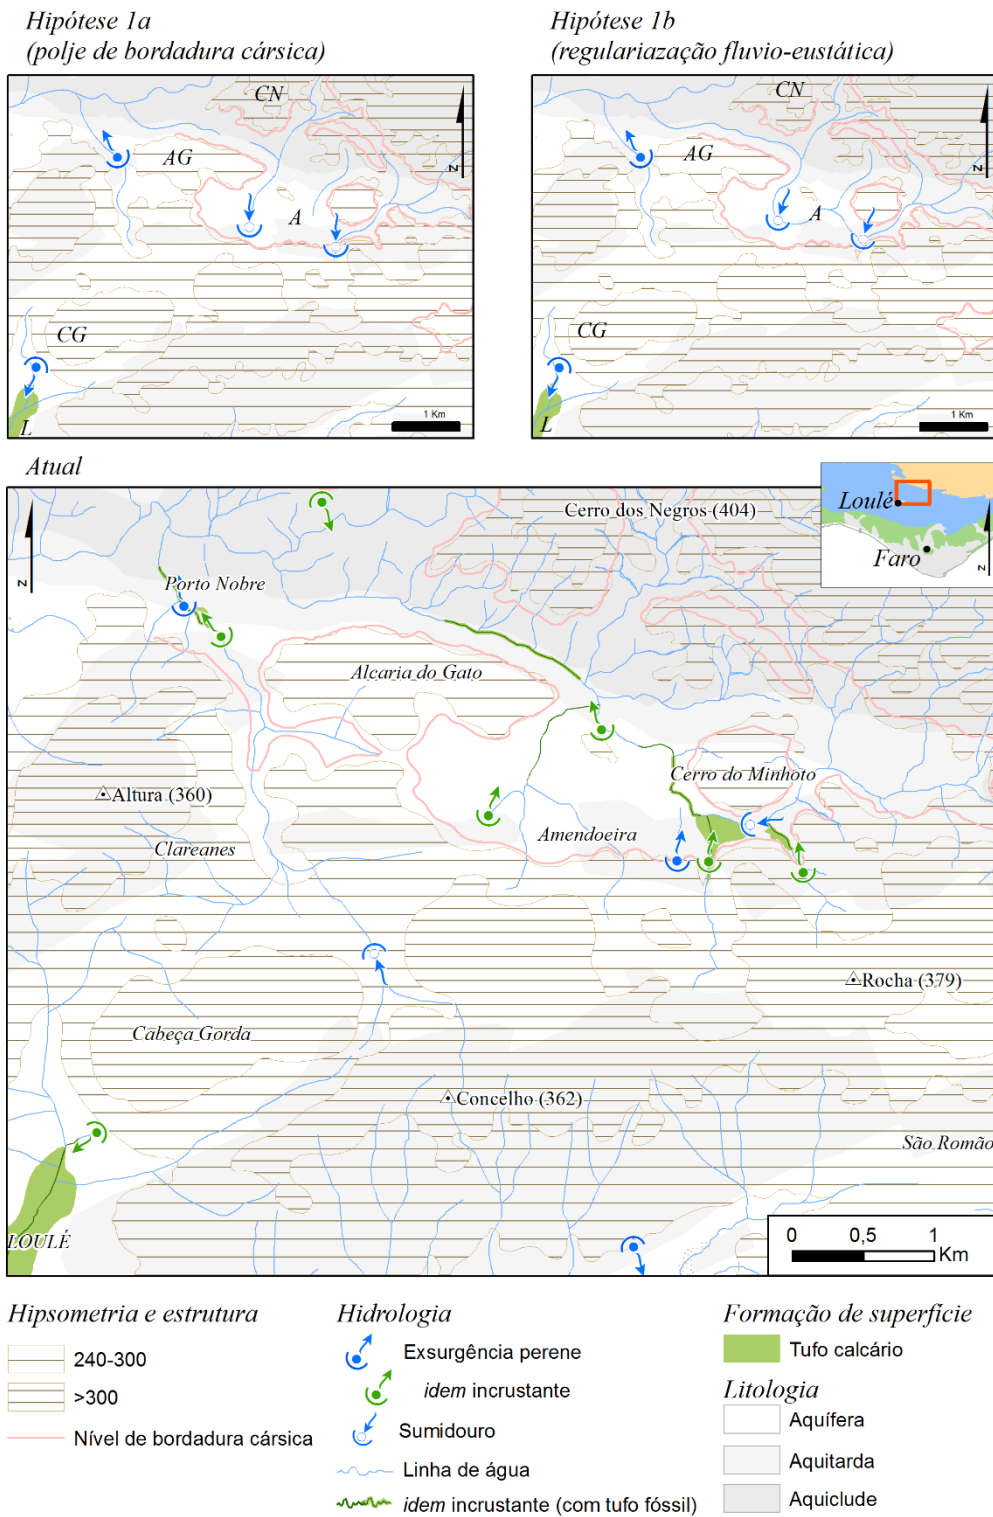 Hipótese 1a
(polje de bordadura cársica)
Hipótese 1b
(regulariazação fluvio-eustática)
CN
AG
A
CG
L
N
1 Km
CN
AG
A
CG
L
N
1 Km
Atual
Cerro dos Negros (404)
Loulé
Faro
N
N
Porto Nobre
Alcaria do Gato
Cerro do Minhoto
Altura (360)
Amendoeira
Clareanes
Rocha (379)
Cabeça Gorda
Concelho (362)
São Romão
LOULÉ
0 0,5 1
Km
Hipsometria e estrutura
240-300
>300
Nível de bordadura cársica
Hidrologia
Exsurgência perene
idem incrustante
Sumidouro
Linha de água
idem incrustante (com tufo fóssil)
Formação de superfície
Tufo calcário
Litologia
Aquífera
Aquitarda
Aquiclude